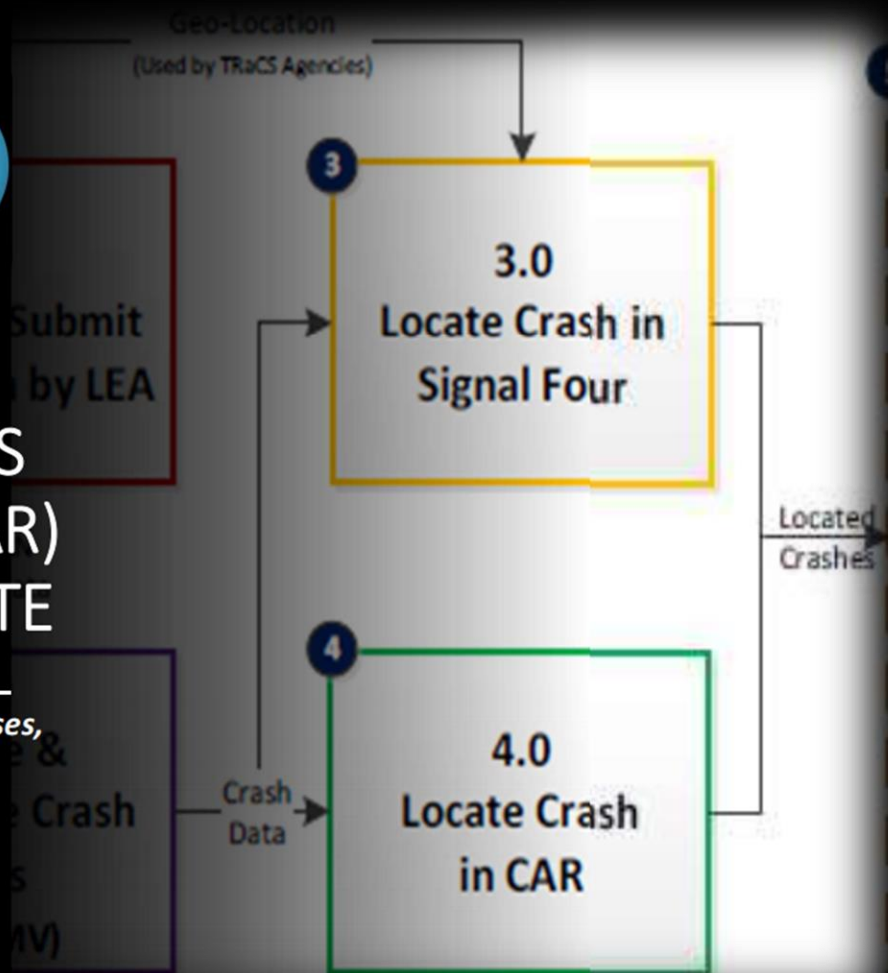 Geo-Location
(Used by TRaCS Agencies)
3
3.0
Locate Crash in
Signal Four
Submit
by LEA
S
AR)
TE
Located
Crashes
4
4.0
Locate Crash
in CAR
Crash
Data
ses,
&
Crash
s
MV)